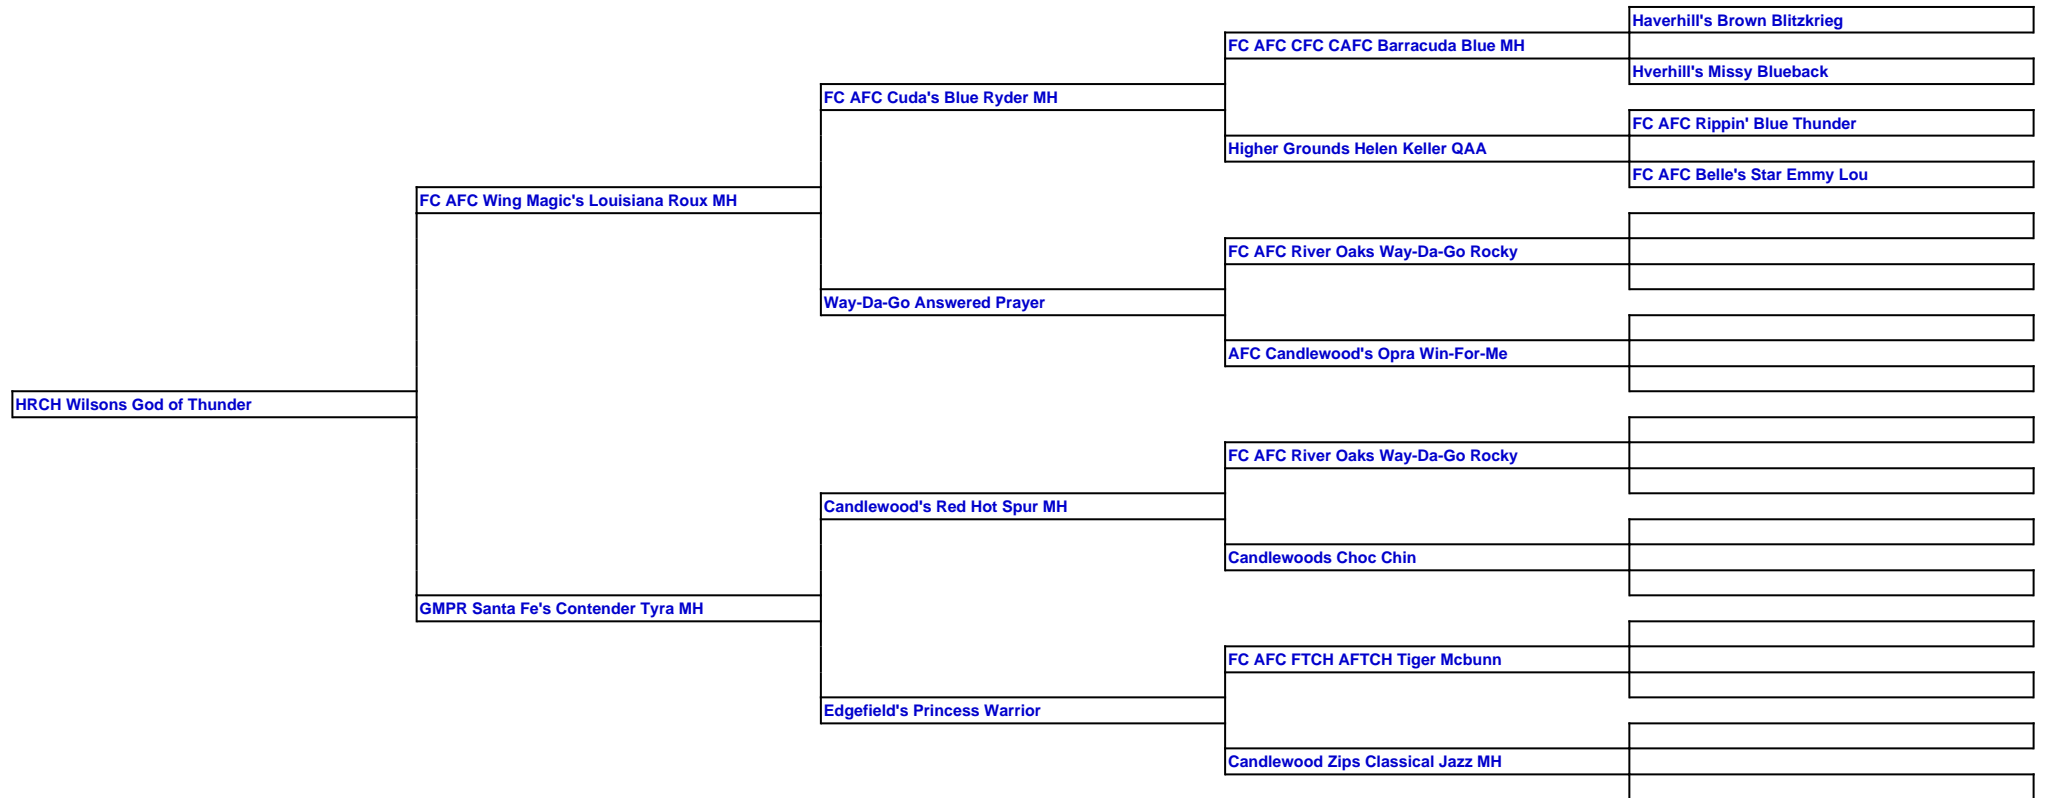 Haverhill's Brown Blitzkrieg
FC AFC CFC CAFC Barracuda Blue MH
Hverhill's Missy Blueback
FC AFC Cuda's Blue Ryder MH
FC AFC Rippin' Blue Thunder
Higher Grounds Helen Keller QAA
FC AFC Belle's Star Emmy Lou
FC AFC Wing Magic's Louisiana Roux MH
FC AFC River Oaks Way-Da-Go Rocky
Way-Da-Go Answered Prayer
AFC Candlewood's Opra Win-For-Me
HRCH Wilsons God of Thunder
FC AFC River Oaks Way-Da-Go Rocky
Candlewood's Red Hot Spur MH
Candlewoods Choc Chin
GMPR Santa Fe's Contender Tyra MH
FC AFC FTCH AFTCH Tiger Mcbunn
Edgefield's Princess Warrior
Candlewood Zips Classical Jazz MH